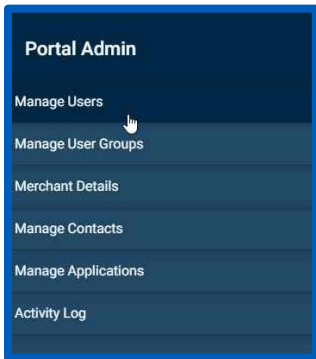 Portal Admin
Manage Users
Manage User Groups
Merchant Details
Manage Contacts
Manage Applications
Activity Log